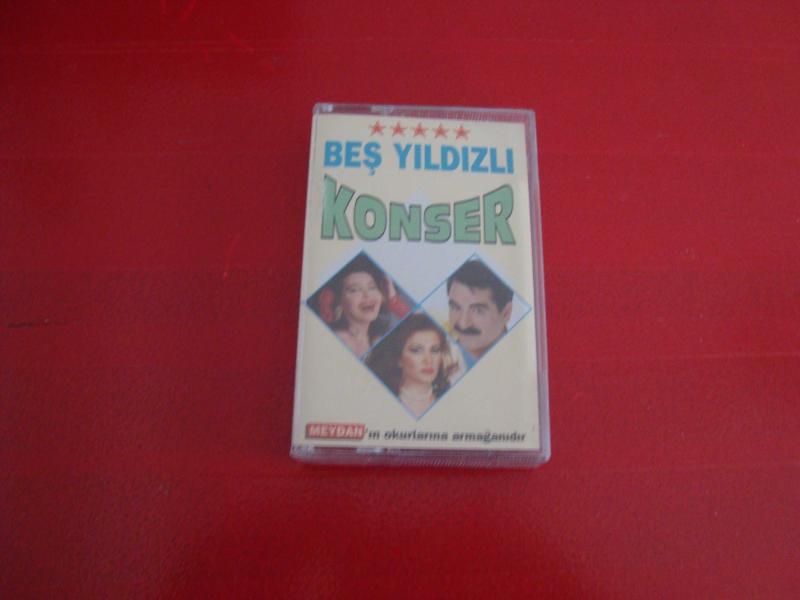 BEŞ YILDIZLI
KONSER
MEYDAN'ın okurlarına armağanıdır